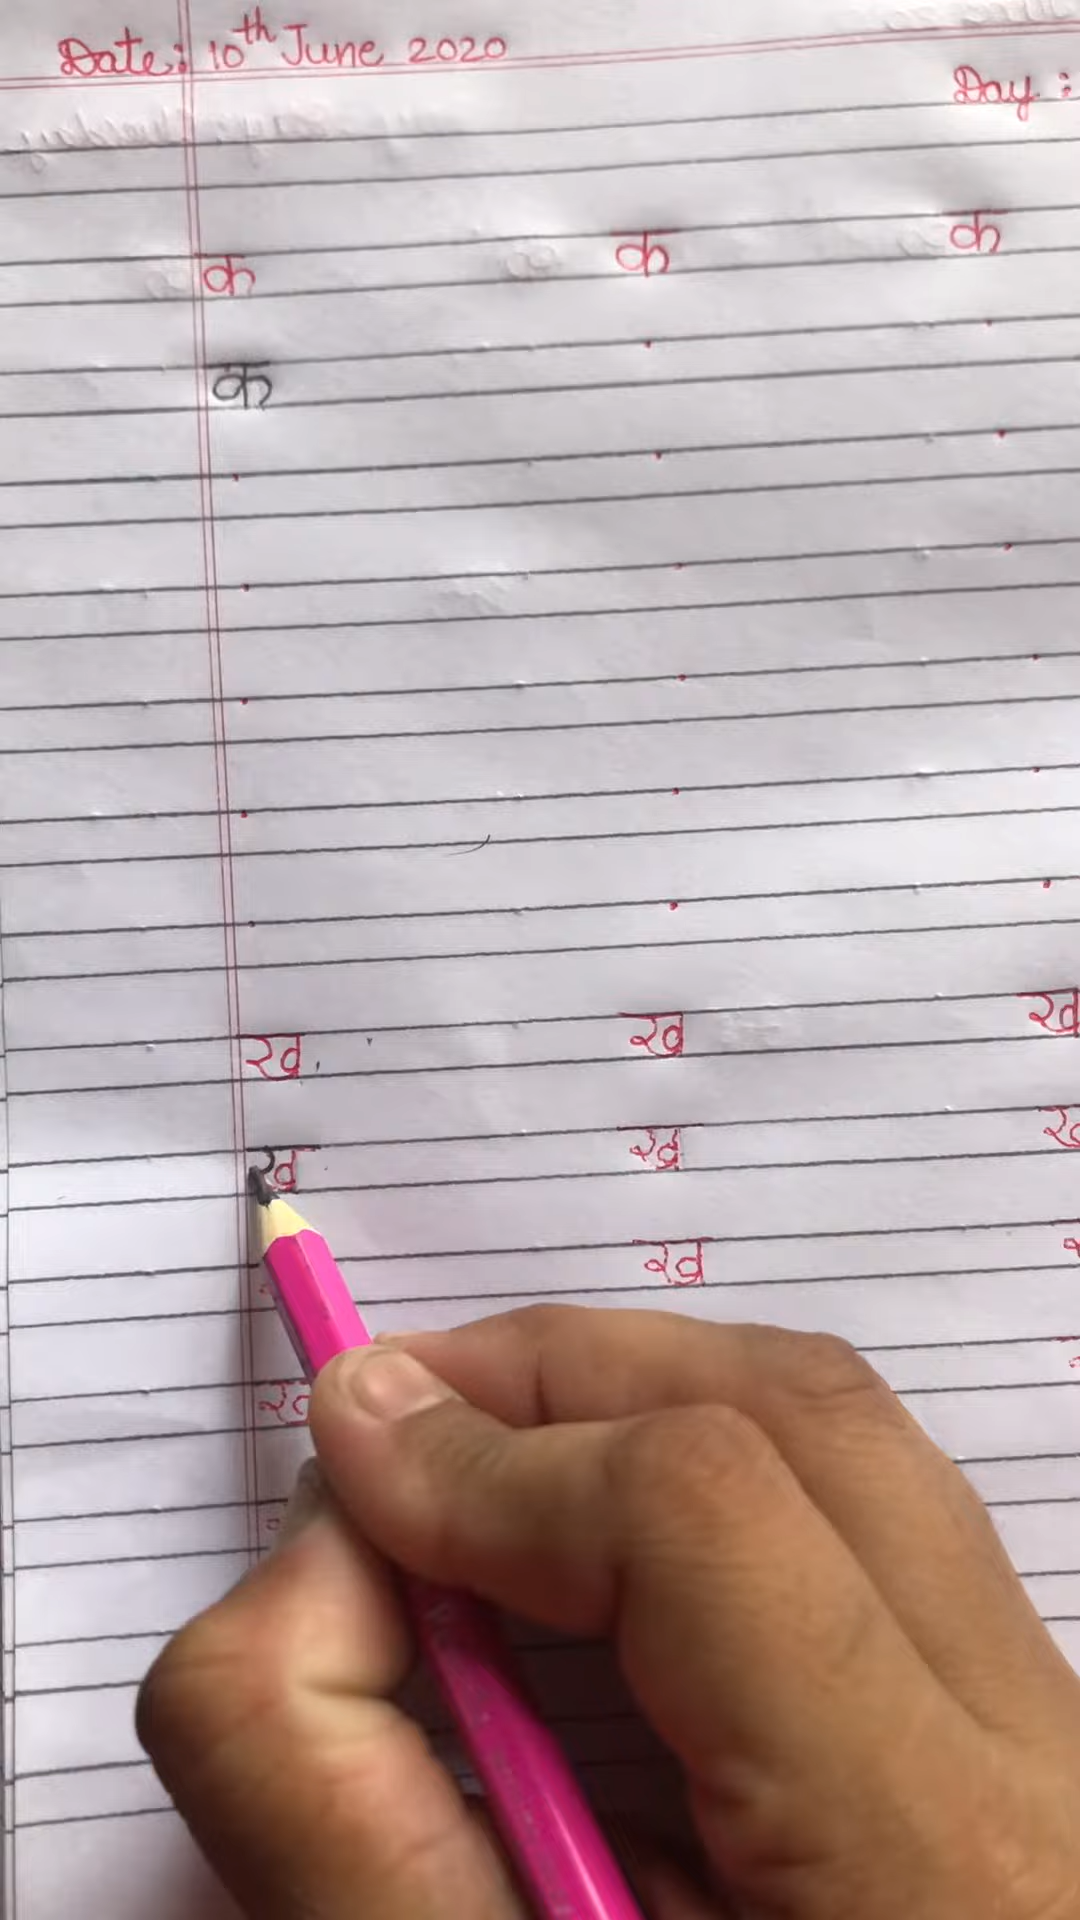 Date: 10th June 2020
Day :
क क क
क
ख ख ख
ख ख ख
ख
ख